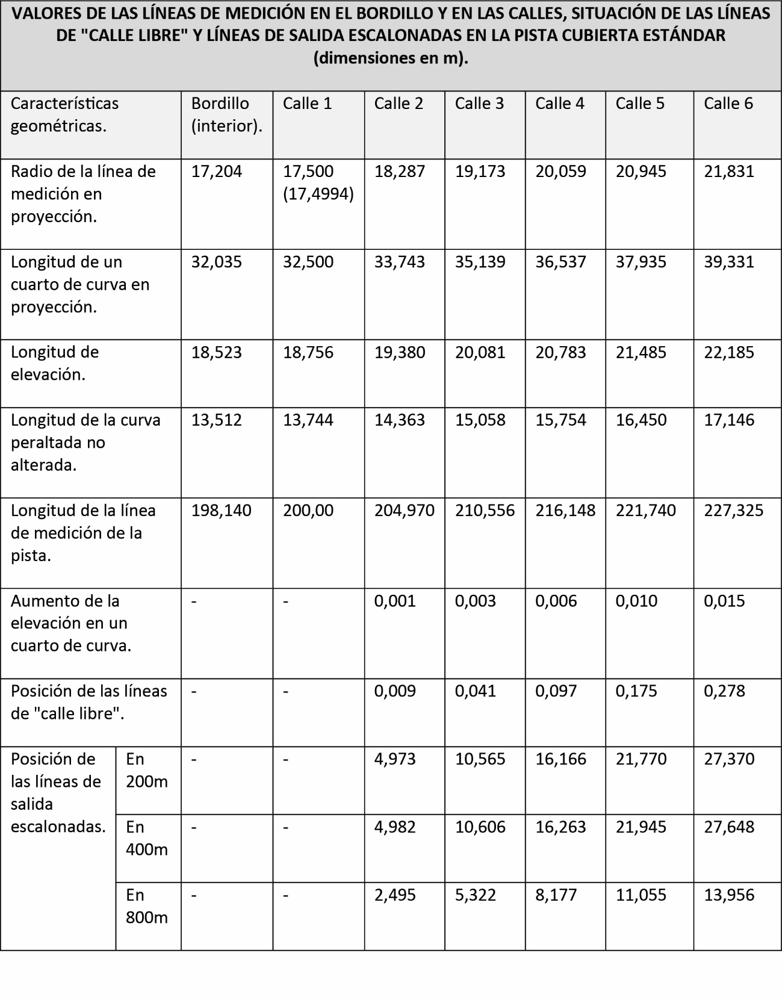 VALORES DE LAS LÍNEAS DE MEDICIÓN EN EL BORDILLO Y EN LAS CALLES, SITUACIÓN DE LAS LÍNEAS
DE "CALLE LIBRE" Y LÍNEAS DE SALIDA ESCALONADAS EN LA PISTA CUBIERTA ESTÁNDAR
(dimensiones en m).
Características
geométricas.
Bordillo
(interior).
Calle 1
Calle 2
Calle 3
Calle 4
Calle 5
Calle 6
Radio de la línea de
medición en
proyección.
17,204
17,500
(17,4994)
18,287
19,173
20,059
20,945
21,831
Longitud de un
cuarto de curva en
proyección.
32,035
32,500
33,743
35,139
36,537
37,935
39,331
Longitud de
elevación.
18,523
18,756
19,380
20,081
20,783
21,485
22,185
Longitud de la curva
peraltada no
alterada.
13,512
13,744
14,363
15,058
15,754
16,450
17,146
Longitud de la línea
de medición de la
pista.
198,140
200,00
204,970
210,556
216,148
221,740
227,325
Aumento de la
elevación en un
cuarto de curva.
-
-
0,001
0,003
0,006
0,010
0,015
Posición de las líneas
de "calle libre".
-
-
0,009
0,041
0,097
0,175
0,278
Posición de
las líneas de
salida
escalonadas.
En
200m
-
-
4,973
10,565
16,166
21,770
27,370
En
400m
-
-
4,982
10,606
16,263
21,945
27,648
En
800m
-
-
2,495
5,322
8,177
11,055
13,956